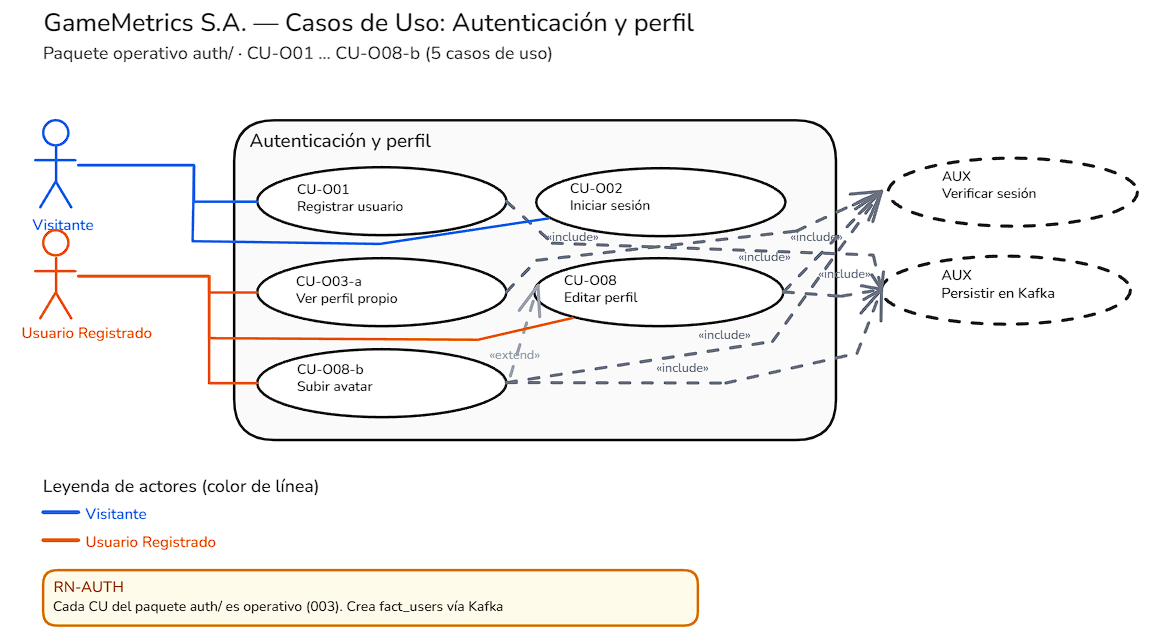 GameMetrics S.A. — Casos de Uso: Autenticación y perfil
Paquete operativo auth/ · CU-O01 ... CU-O08-b (5 casos de uso)
Autenticación y perfil
Visitante
Usuario Registrado
CU-O01
Registrar usuario
CU-O02
Iniciar sesión
CU-O03-a
Ver perfil propio
CU-O08
Editar perfil
CU-O08-b
Subir avatar
AUX
Verificar sesión
AUX
Persistir en Kafka
«include»
«include»
«include»
«include»
«include»
«extend»
«include»
Leyenda de actores (color de línea)
Visitante
Usuario Registrado
RN-AUTH
Cada CU del paquete auth/ es operativo (003). Crea fact_users vía Kafka